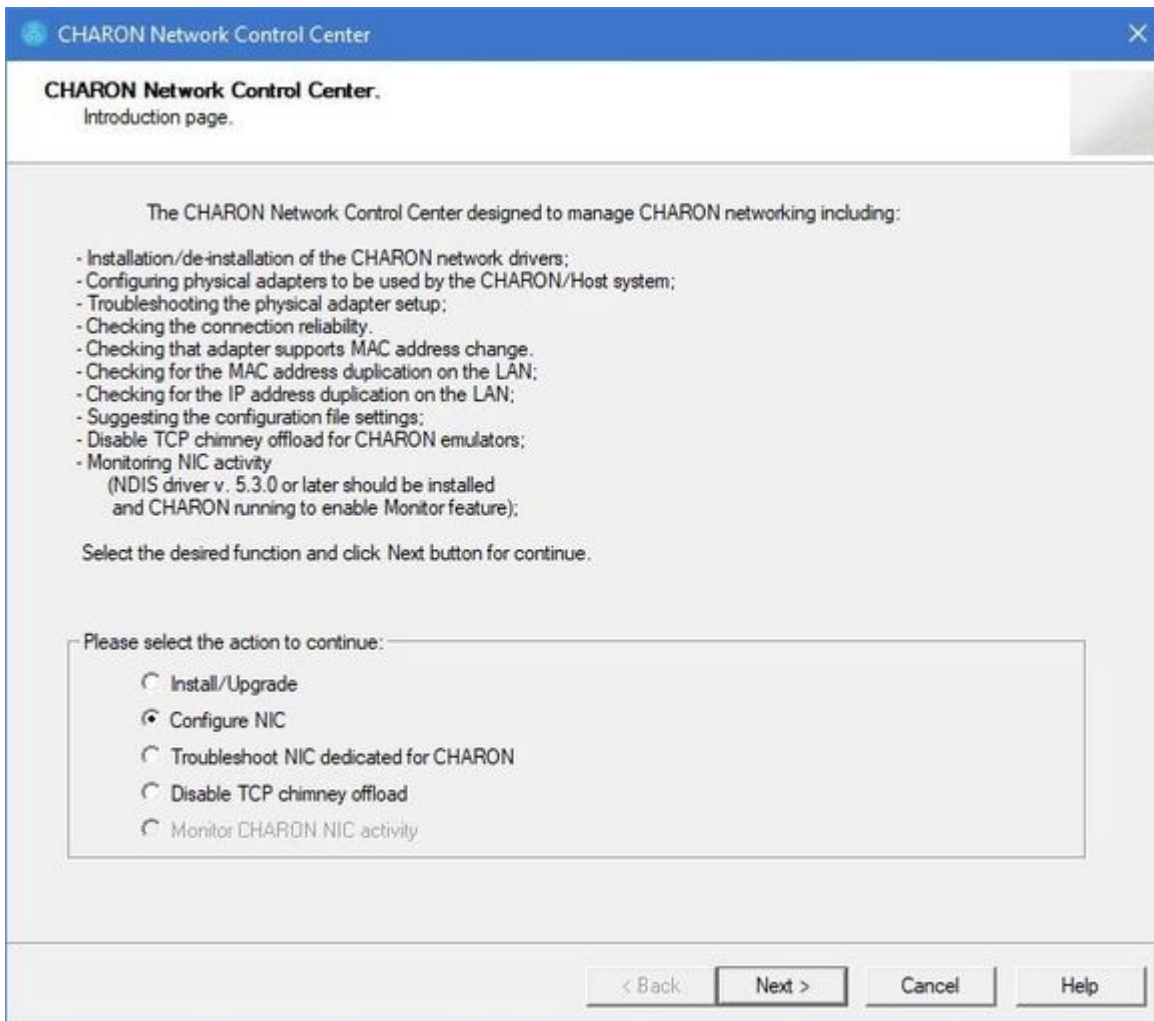 CHARON Network Control Center
CHARON Network Control Center.
Introduction page.
The CHARON Network Control Center designed to manage CHARON networking including:
- Installation/de-installation of the CHARON network drivers;
- Configuring physical adapters to be used by the CHARON/Host system;
- Troubleshooting the physical adapter setup;
- Checking the connection reliability.
- Checking that adapter supports MAC address change.
- Checking for the MAC address duplication on the LAN;
- Checking for the IP address duplication on the LAN;
- Suggesting the configuration file settings;
- Disable TCP chimney offload for CHARON emulators;
- Monitoring NIC activity
(NDIS driver v. 5.3.0 or later should be installed
and CHARON running to enable Monitor feature);
Select the desired function and click Next button for continue.
Please select the action to continue:
Install/Upgrade
Configure NIC
Troubleshoot NIC dedicated for CHARON
Disable TCP chimney offload
Monitor CHARON NIC activity
< Back Next > Cancel Help